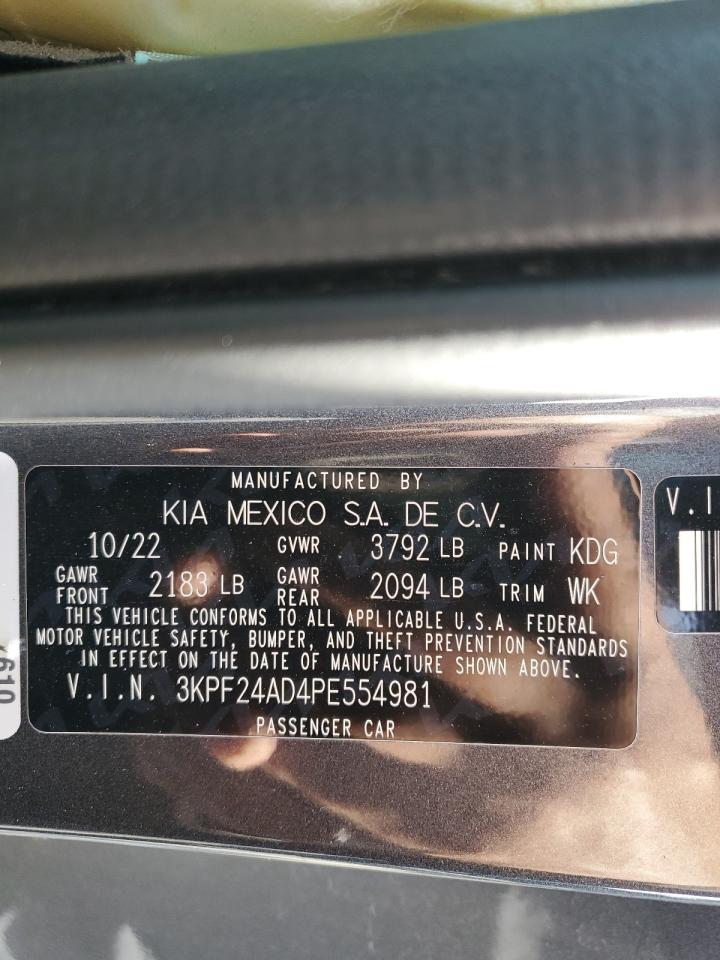 MANUFACTURED BY
KIA MEXICO S.A. DE C.V.
10/22 GVWR 3792 LB PAINT KDG
GAWR FRONT 2183 LB GAWR REAR 2094 LB TRIM WK
THIS VEHICLE CONFORMS TO ALL APPLICABLE U.S.A. FEDERAL
MOTOR VEHICLE SAFETY, BUMPER, AND THEFT PREVENTION STANDARDS
IN EFFECT ON THE DATE OF MANUFACTURE SHOWN ABOVE.
V.I.N. 3KPF24AD4PE554981
PASSENGER CAR
V.I